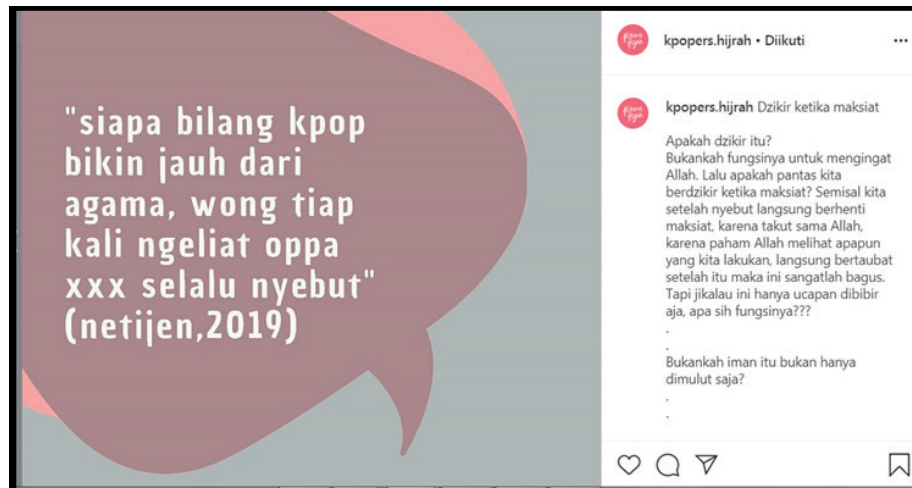 "siapa bilang kpop
bikin jauh dari
agama, wong tiap
kali ngeliat oppa
xxx selalu nyebut"
(netijen,2019)
kpopers.hijrah • Diikuti
kpopers.hijrah Dzikir ketika maksiat
Apakah dzikir itu?
Bukankah fungsinya untuk mengingat
Allah. Lalu apakah pantas kita
berdzikir ketika maksiat? Semisal kita
setelah nyebut langsung berhenti
maksiat, karena takut sama Allah,
karena paham Allah melihat apapun
yang kita lakukan, langsung bertaubat
setelah itu maka ini sangatlah bagus.
Tapi jikalau ini hanya ucapan dibibir
aja, apa sih fungsinya???
.
.
Bukankah iman itu bukan hanya
dimulut saja?
.
.